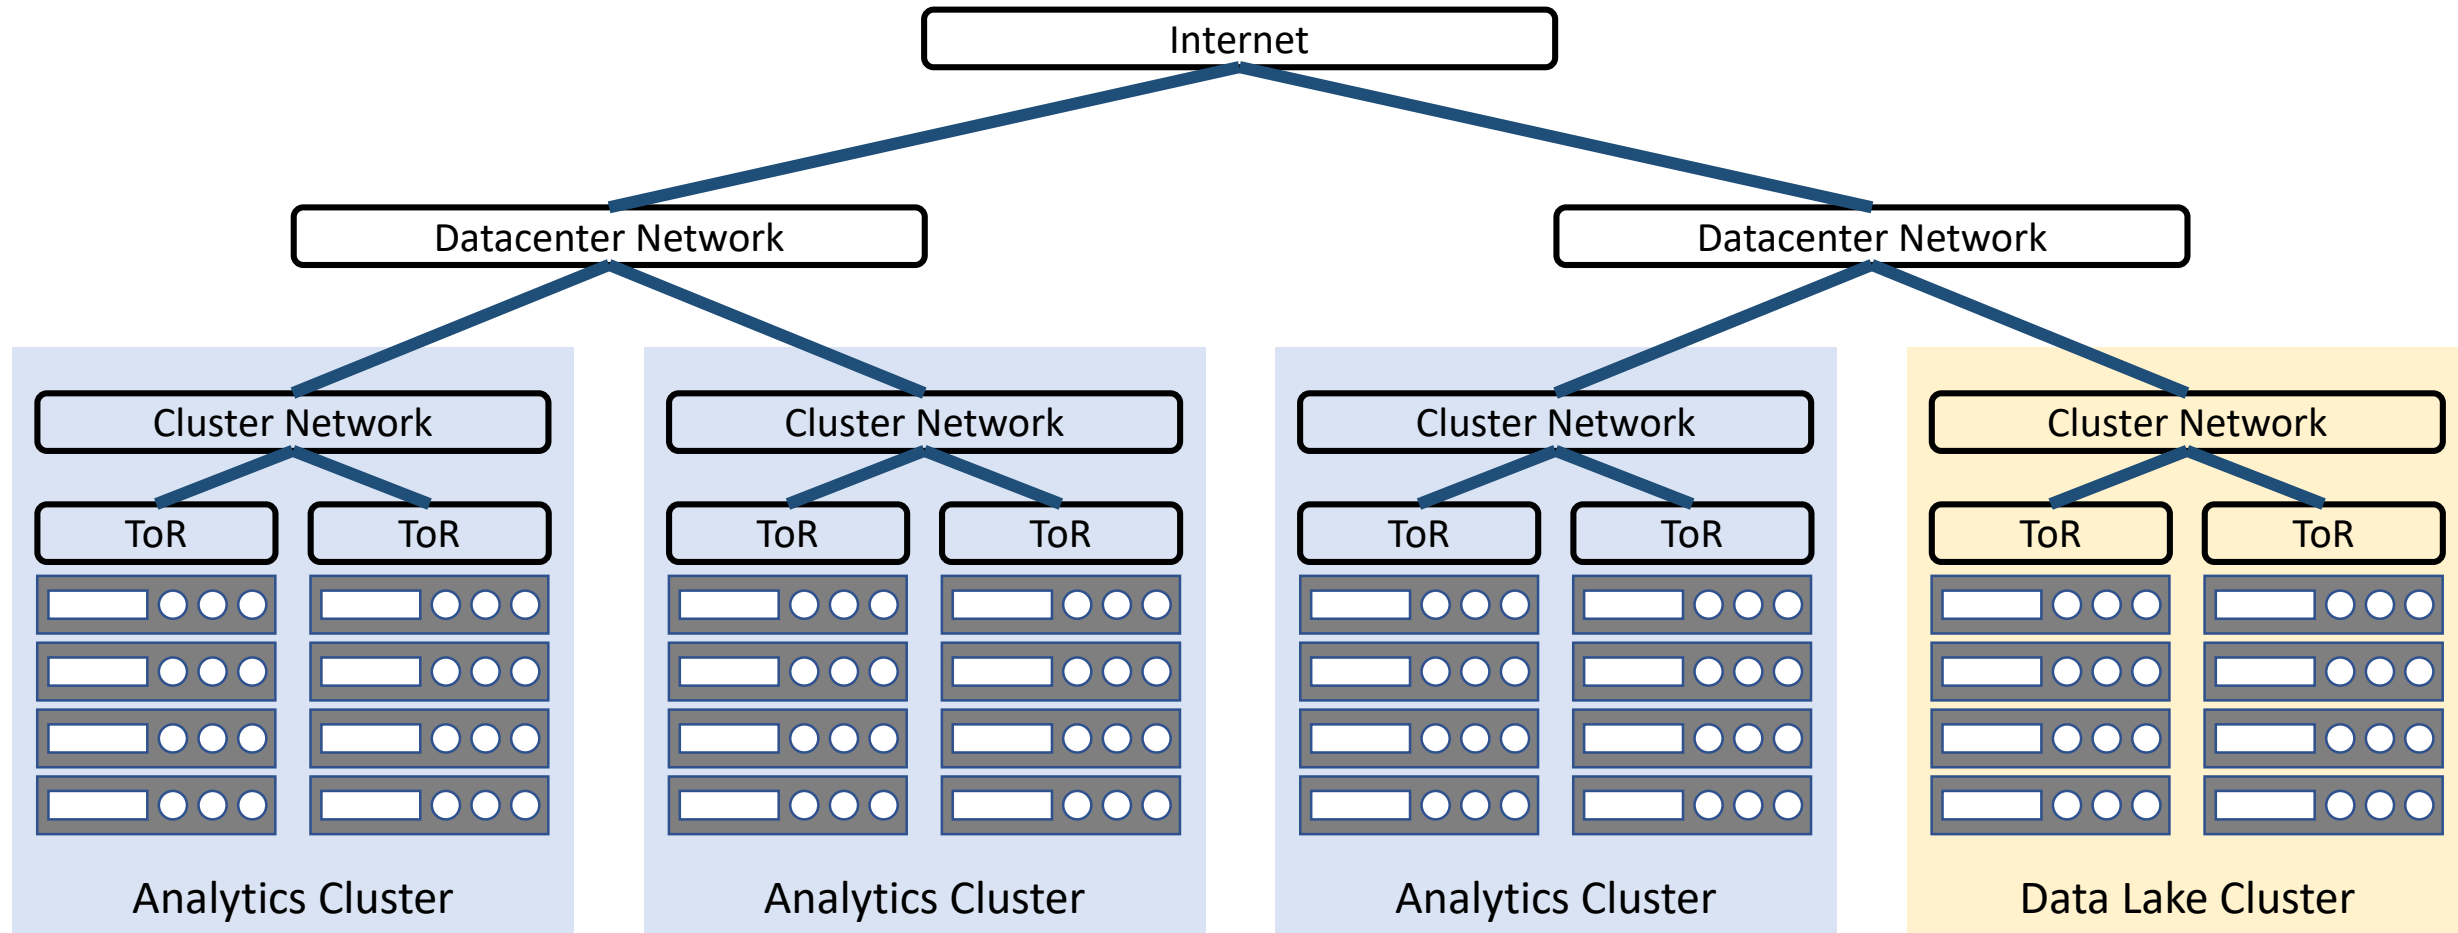 Internet
Datacenter Network
Datacenter Network
Cluster Network
Cluster Network
Cluster Network
Cluster Network
ToR
ToR
ToR
ToR
ToR
ToR
ToR
ToR
Analytics Cluster
Analytics Cluster
Analytics Cluster
Data Lake Cluster